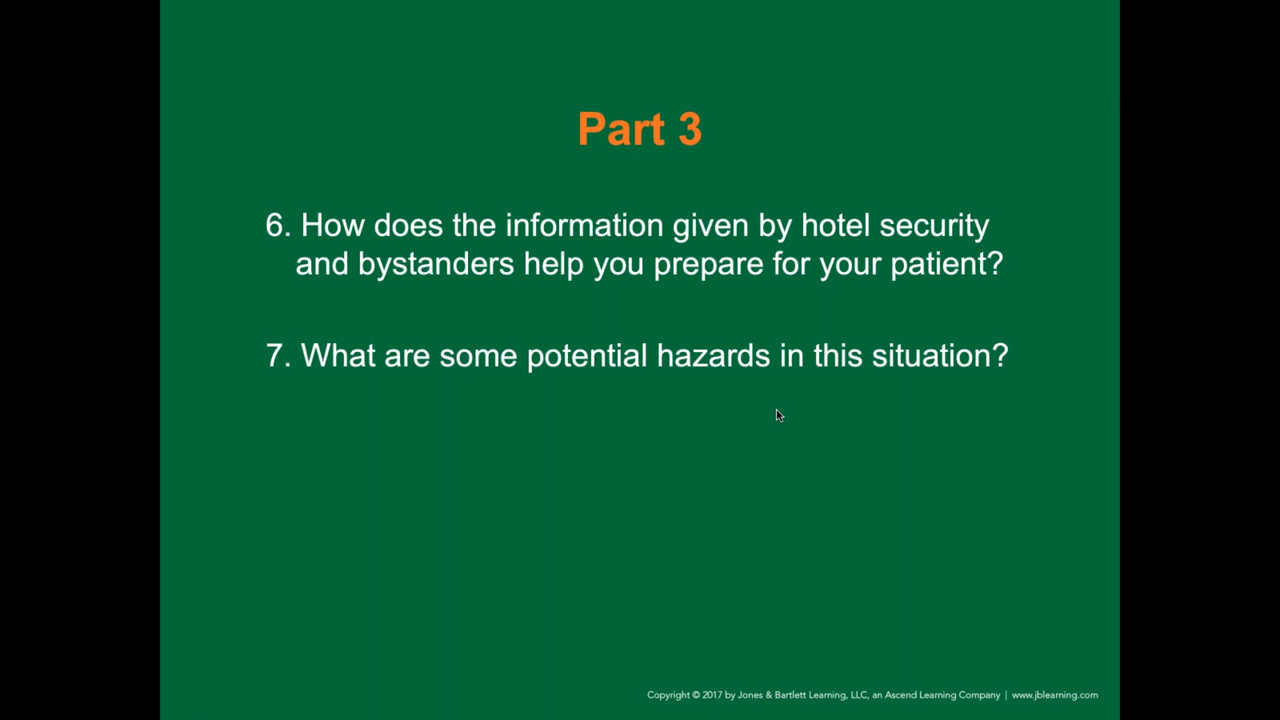 Part 3
6. How does the information given by hotel security
and bystanders help you prepare for your patient?
7. What are some potential hazards in this situation?
Copyright © 2017 by Jones & Bartlett Learning, LLC, an Ascend Learning Company | www.jblearning.com